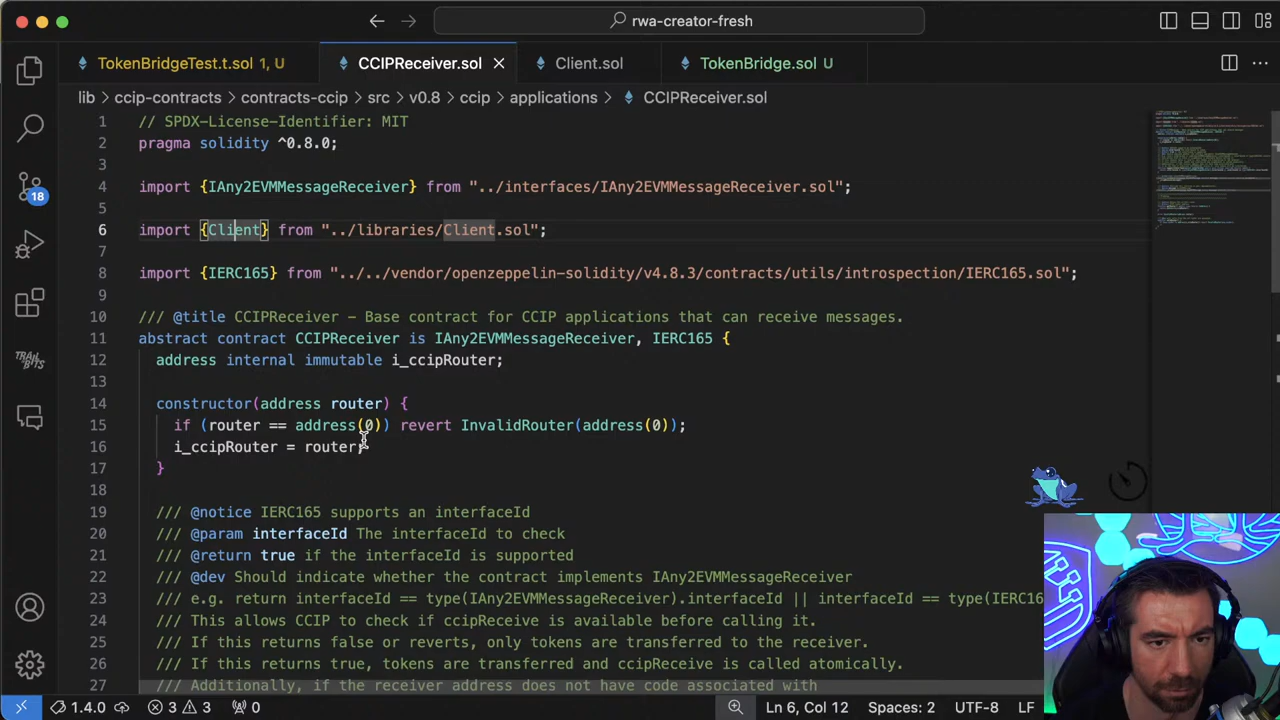 rwa-creator-fresh
TokenBridgeTest.t.sol 1, U
CCIPReceiver.sol
Client.sol
TokenBridge.sol U
lib > ccip-contracts > contracts-ccip > src > v0.8 > ccip > applications > CCIPReceiver.sol
1 // SPDX-License-Identifier: MIT
2 pragma solidity ^0.8.0;
3
4 import {IAny2EVMMessageReceiver} from "../interfaces/IAny2EVMMessageReceiver.sol";
5
6 import {Client} from "../libraries/Client.sol";
7
8 import {IERC165} from "../../vendor/openzeppelin-solidity/v4.8.3/contracts/utils/introspection/IERC165.sol";
9
10 /// @title CCIPReceiver - Base contract for CCIP applications that can receive messages.
11 abstract contract CCIPReceiver is IAny2EVMMessageReceiver, IERC165 {
12 address internal immutable i_ccipRouter;
13
14 constructor(address router) {
15 if (router == address(0)) revert InvalidRouter(address(0));
16 i_ccipRouter = router;
17 }
18
19 /// @notice IERC165 supports an interfaceId
20 /// @param interfaceId The interfaceId to check
21 /// @return true if the interfaceId is supported
22 /// @dev Should indicate whether the contract implements IAny2EVMMessageReceiver
23 /// e.g. return interfaceId == type(IAny2EVMMessageReceiver).interfaceId || interfaceId == type(IERC16
24 /// This allows CCIP to check if ccipReceive is available before calling it.
25 /// If this returns false or reverts, only tokens are transferred to the receiver.
26 /// If this returns true, tokens are transferred and ccipReceive is called atomically.
27 /// Additionally, if the receiver address does not have code associated with
18
TRAIL
BITS
1.4.0 3 3 0 Ln 6, Col 12 Spaces: 2 UTF-8 LF